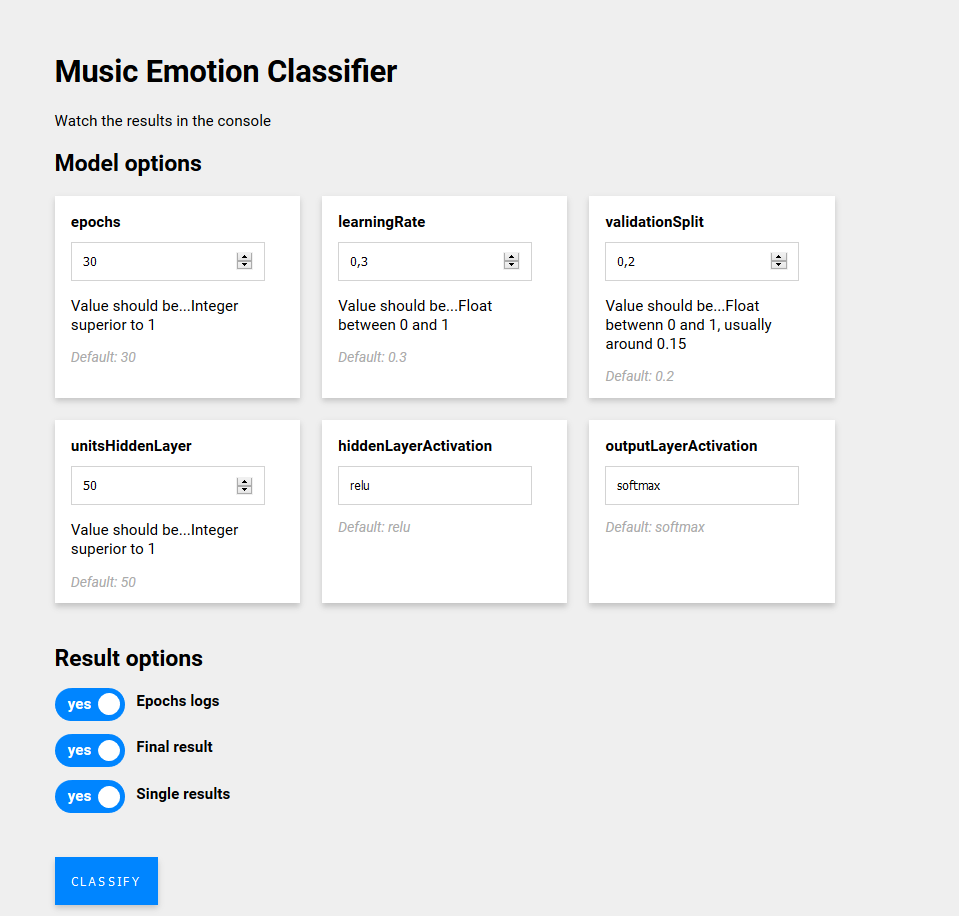 Music Emotion Classifier
Watch the results in the console
Model options
epochs
30
Value should be...Integer
superior to 1
Default: 30
learningRate
0,3
Value should be...Float
between 0 and 1
Default: 0.3
validationSplit
0,2
Value should be...Float
betwenn 0 and 1, usually
around 0.15
Default: 0.2
unitsHiddenLayer
50
Value should be...Integer
superior to 1
Default: 50
hiddenLayerActivation
relu
Default: relu
outputLayerActivation
softmax
Default: softmax
Result options
yes Epochs logs
yes Final result
yes Single results
CLASSIFY